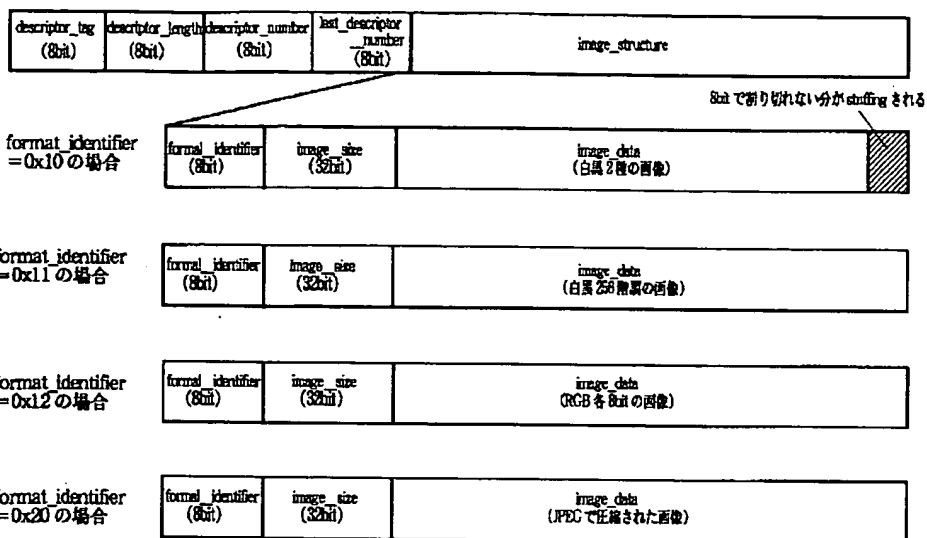 descriptor_tag
(8bit)
descriptor_length
(8bit)
descriptor_number
(8bit)
last_descriptor
_number
(8bit)
image_structure
8bit で割り切れない分が stuffing される
format_identifier
=0x10 の場合
format_identifier
(8bit)
image_size
(32bit)
image_data
(白黒2種の画像)
format_identifier
=0x11 の場合
format_identifier
(8bit)
image_size
(32bit)
image_data
(白黒 256 階調の画像)
format_identifier
=0x12 の場合
format_identifier
(8bit)
image_size
(32bit)
image_data
(RGB 各 8bit の画像)
format_identifier
=0x20 の場合
format_identifier
(8bit)
image_size
(32bit)
image_data
(JPEG で圧縮された画像)